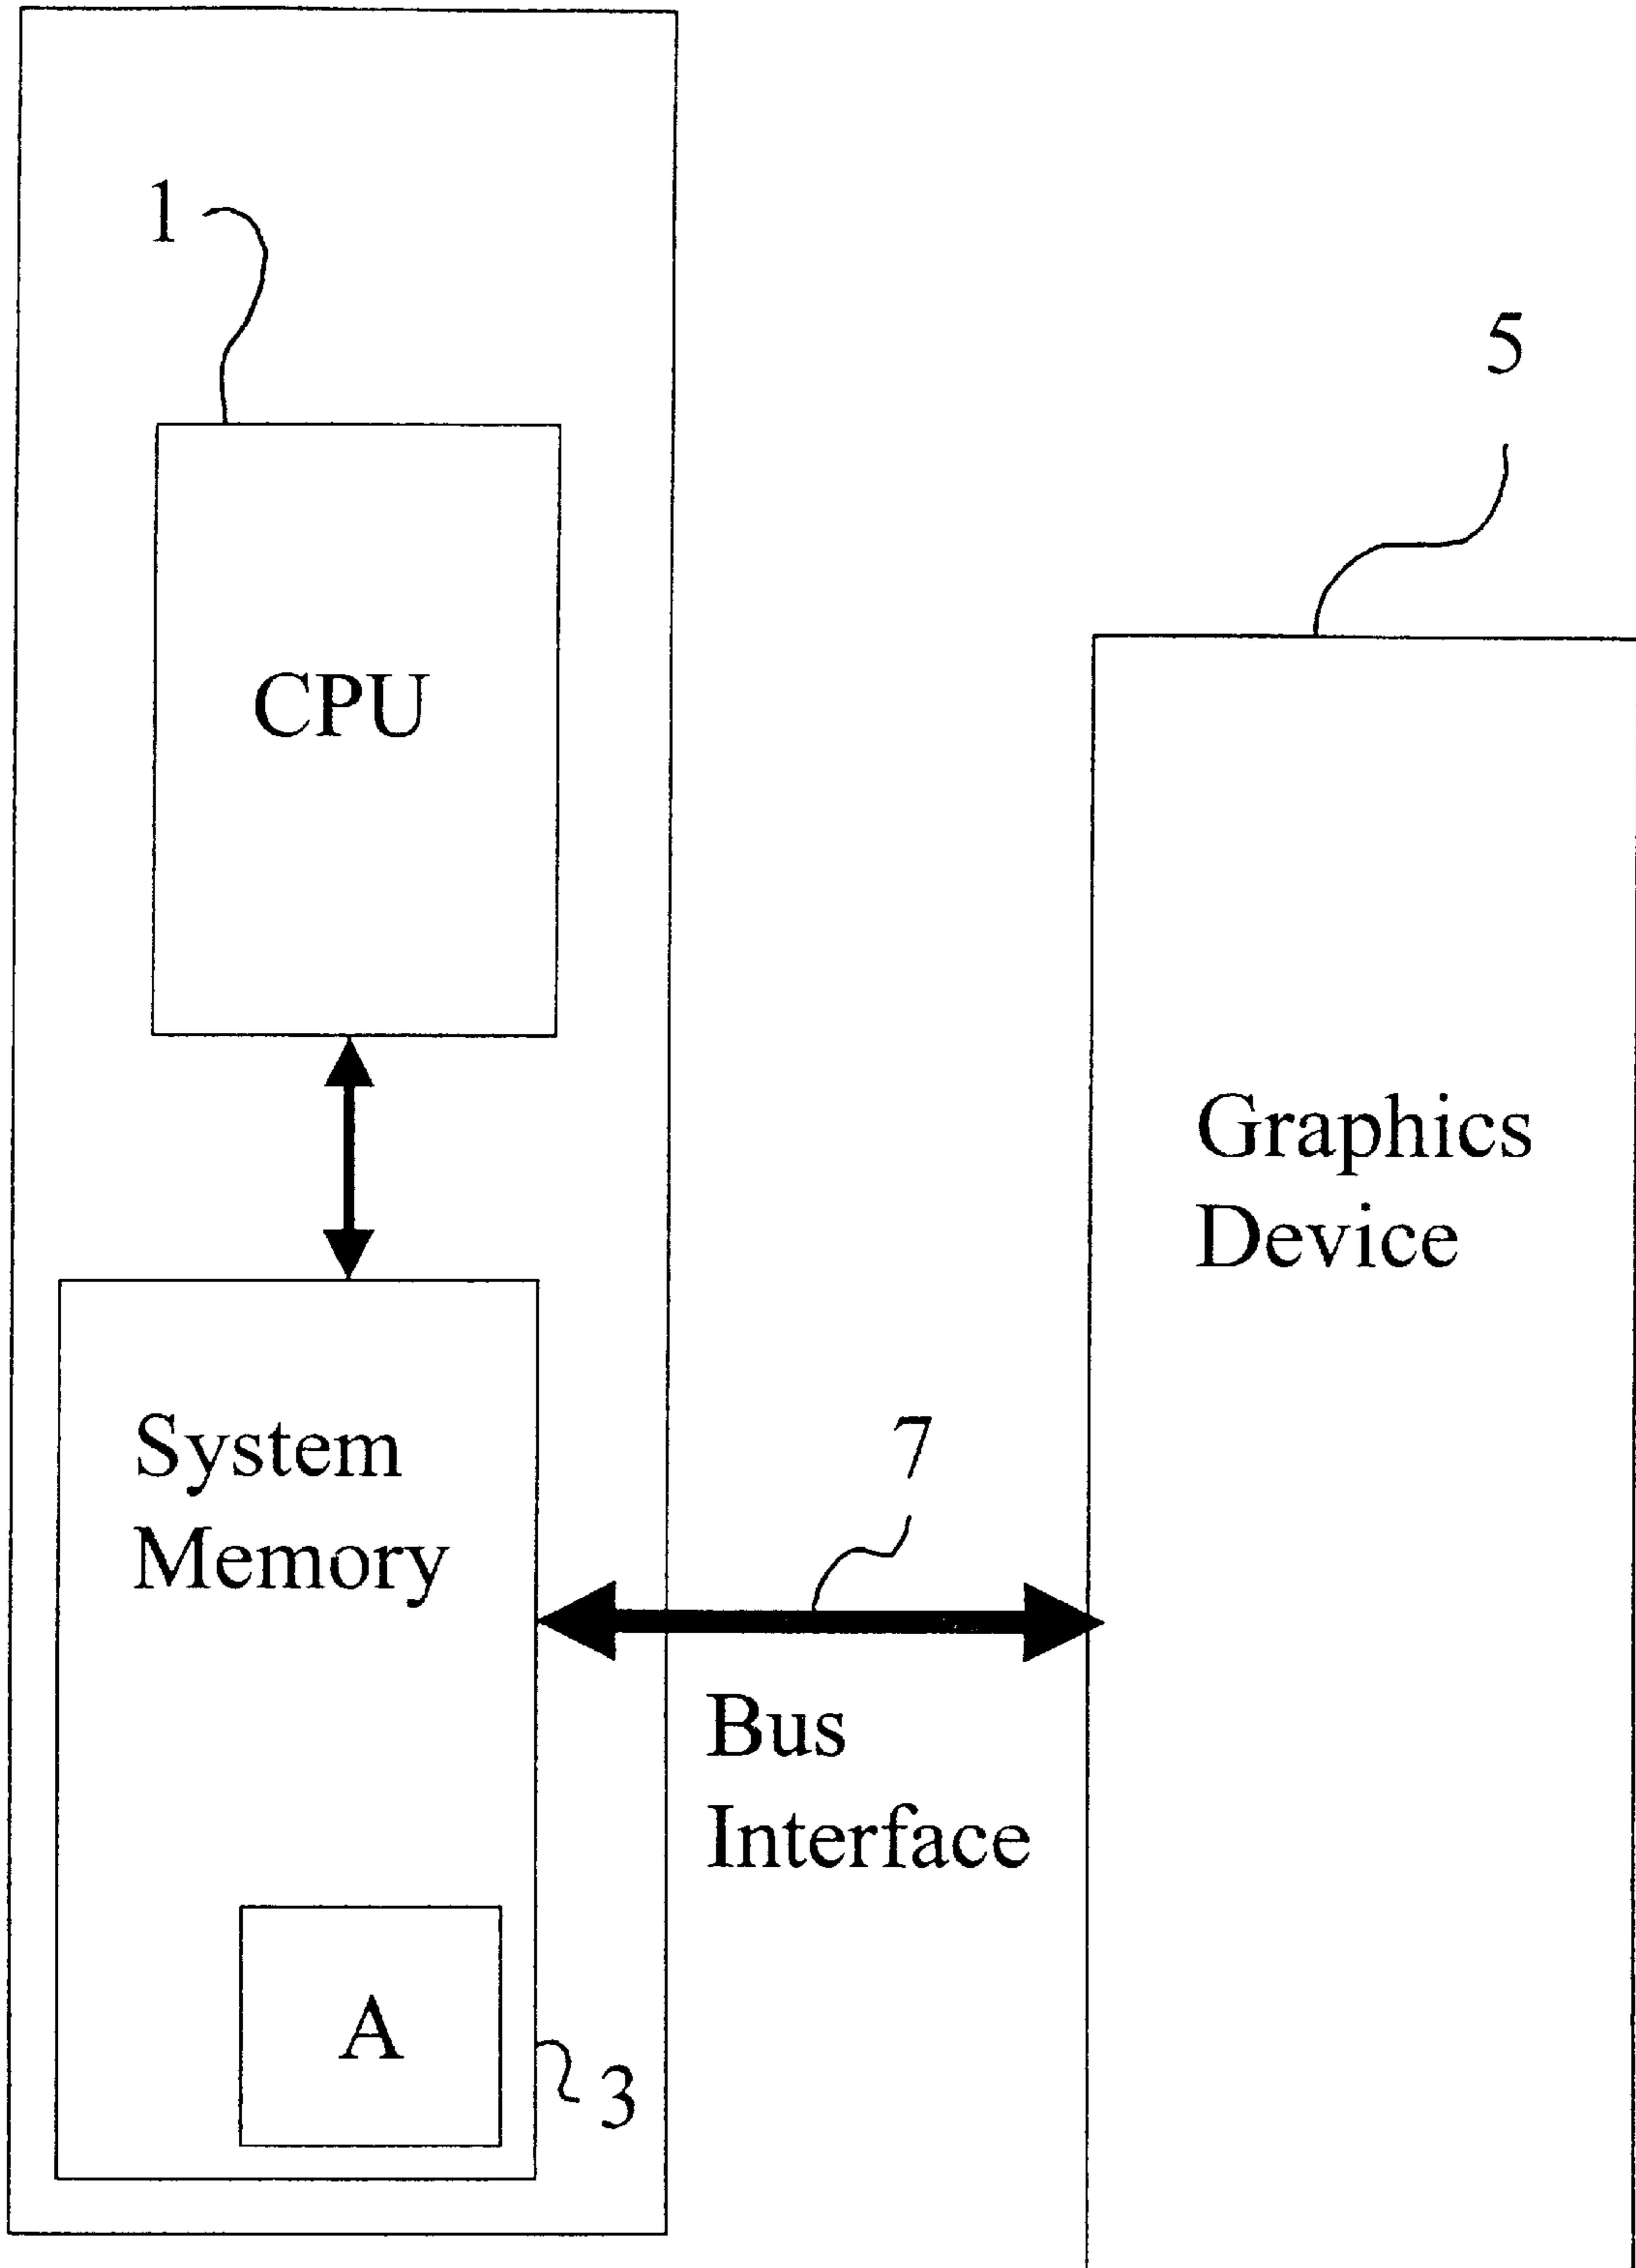 1
5
CPU
Graphics
Device
System
Memory
7
Bus
Interface
A
3